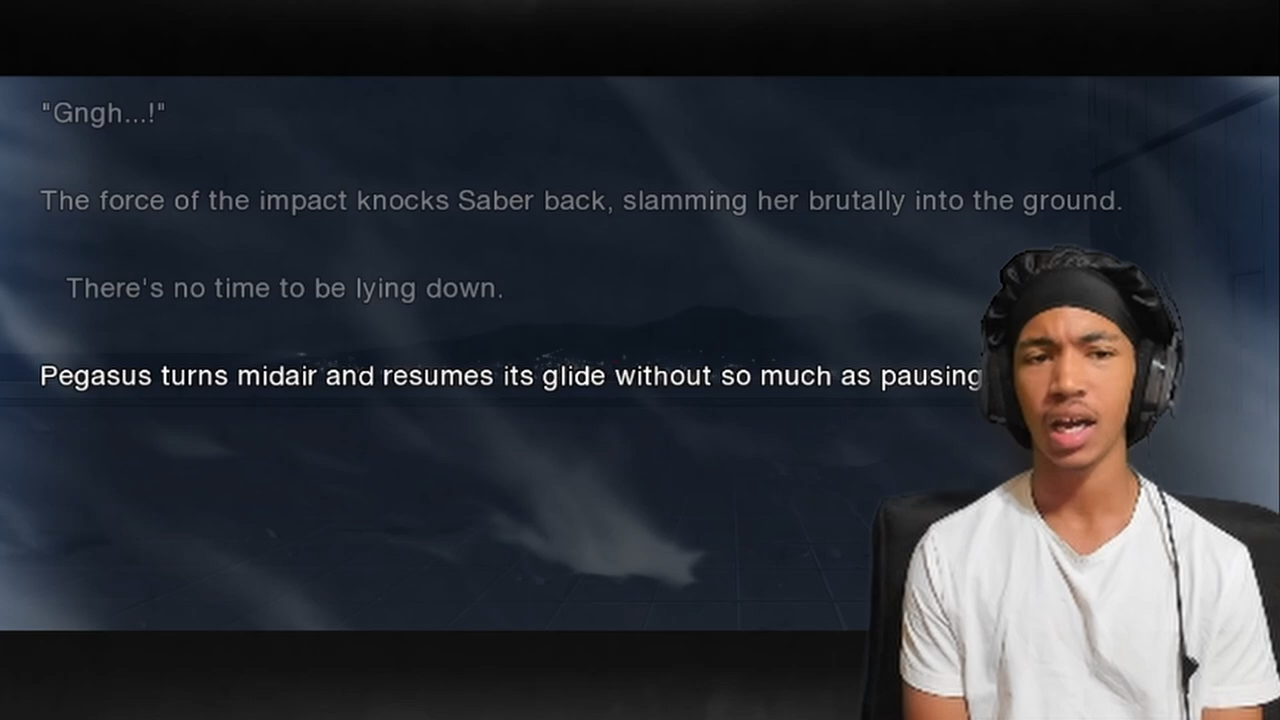 "Gngh...!"
The force of the impact knocks Saber back, slamming her brutally into the ground.
There's no time to be lying down.
Pegasus turns midair and resumes its glide without so much as pausing